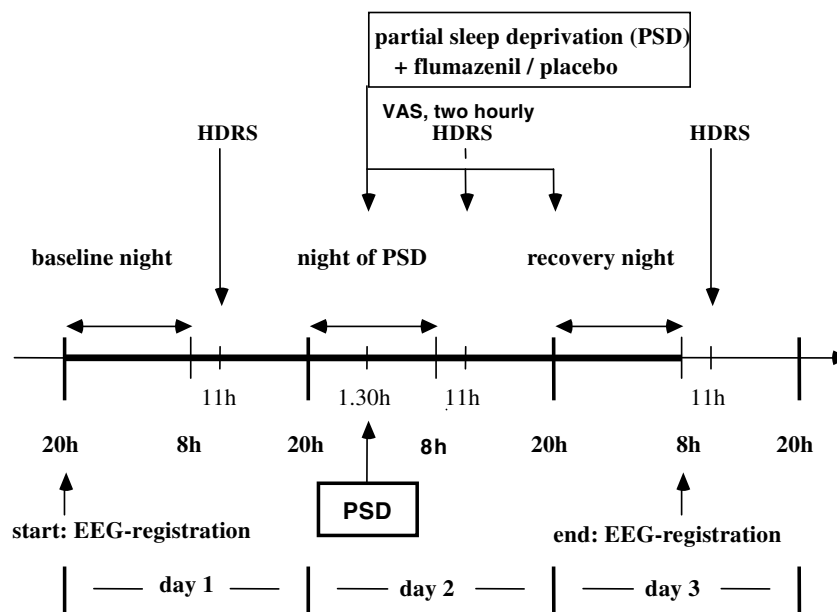 partial sleep deprivation (PSD)
+ flumazenil / placebo
VAS, two hourly
HDRS
HDRS
HDRS
baseline night
night of PSD
recovery night
11h
1.30h
11h
11h
20h
8h
20h
8h
20h
8h
20h
PSD
start: EEG-registration
end: EEG-registration
day 1
day 2
day 3